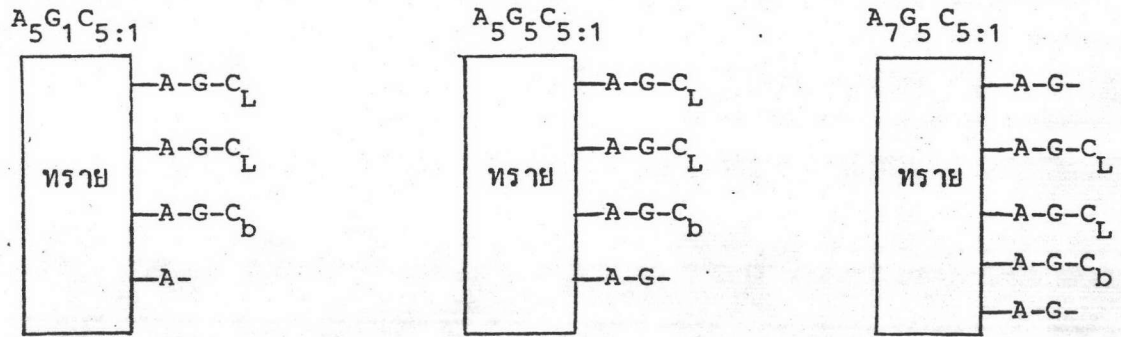 A5G1C5:1
—A-G-CL
—A-G-CL
ทราย
—A-G-Cb
—A-
A5G5C5:1
—A-G-CL
—A-G-CL
ทราย
—A-G-Cb
—A-G-
A7G5C5:1
—A-G-
—A-G-CL
ทราย
—A-G-CL
—A-G-Cb
—A-G-